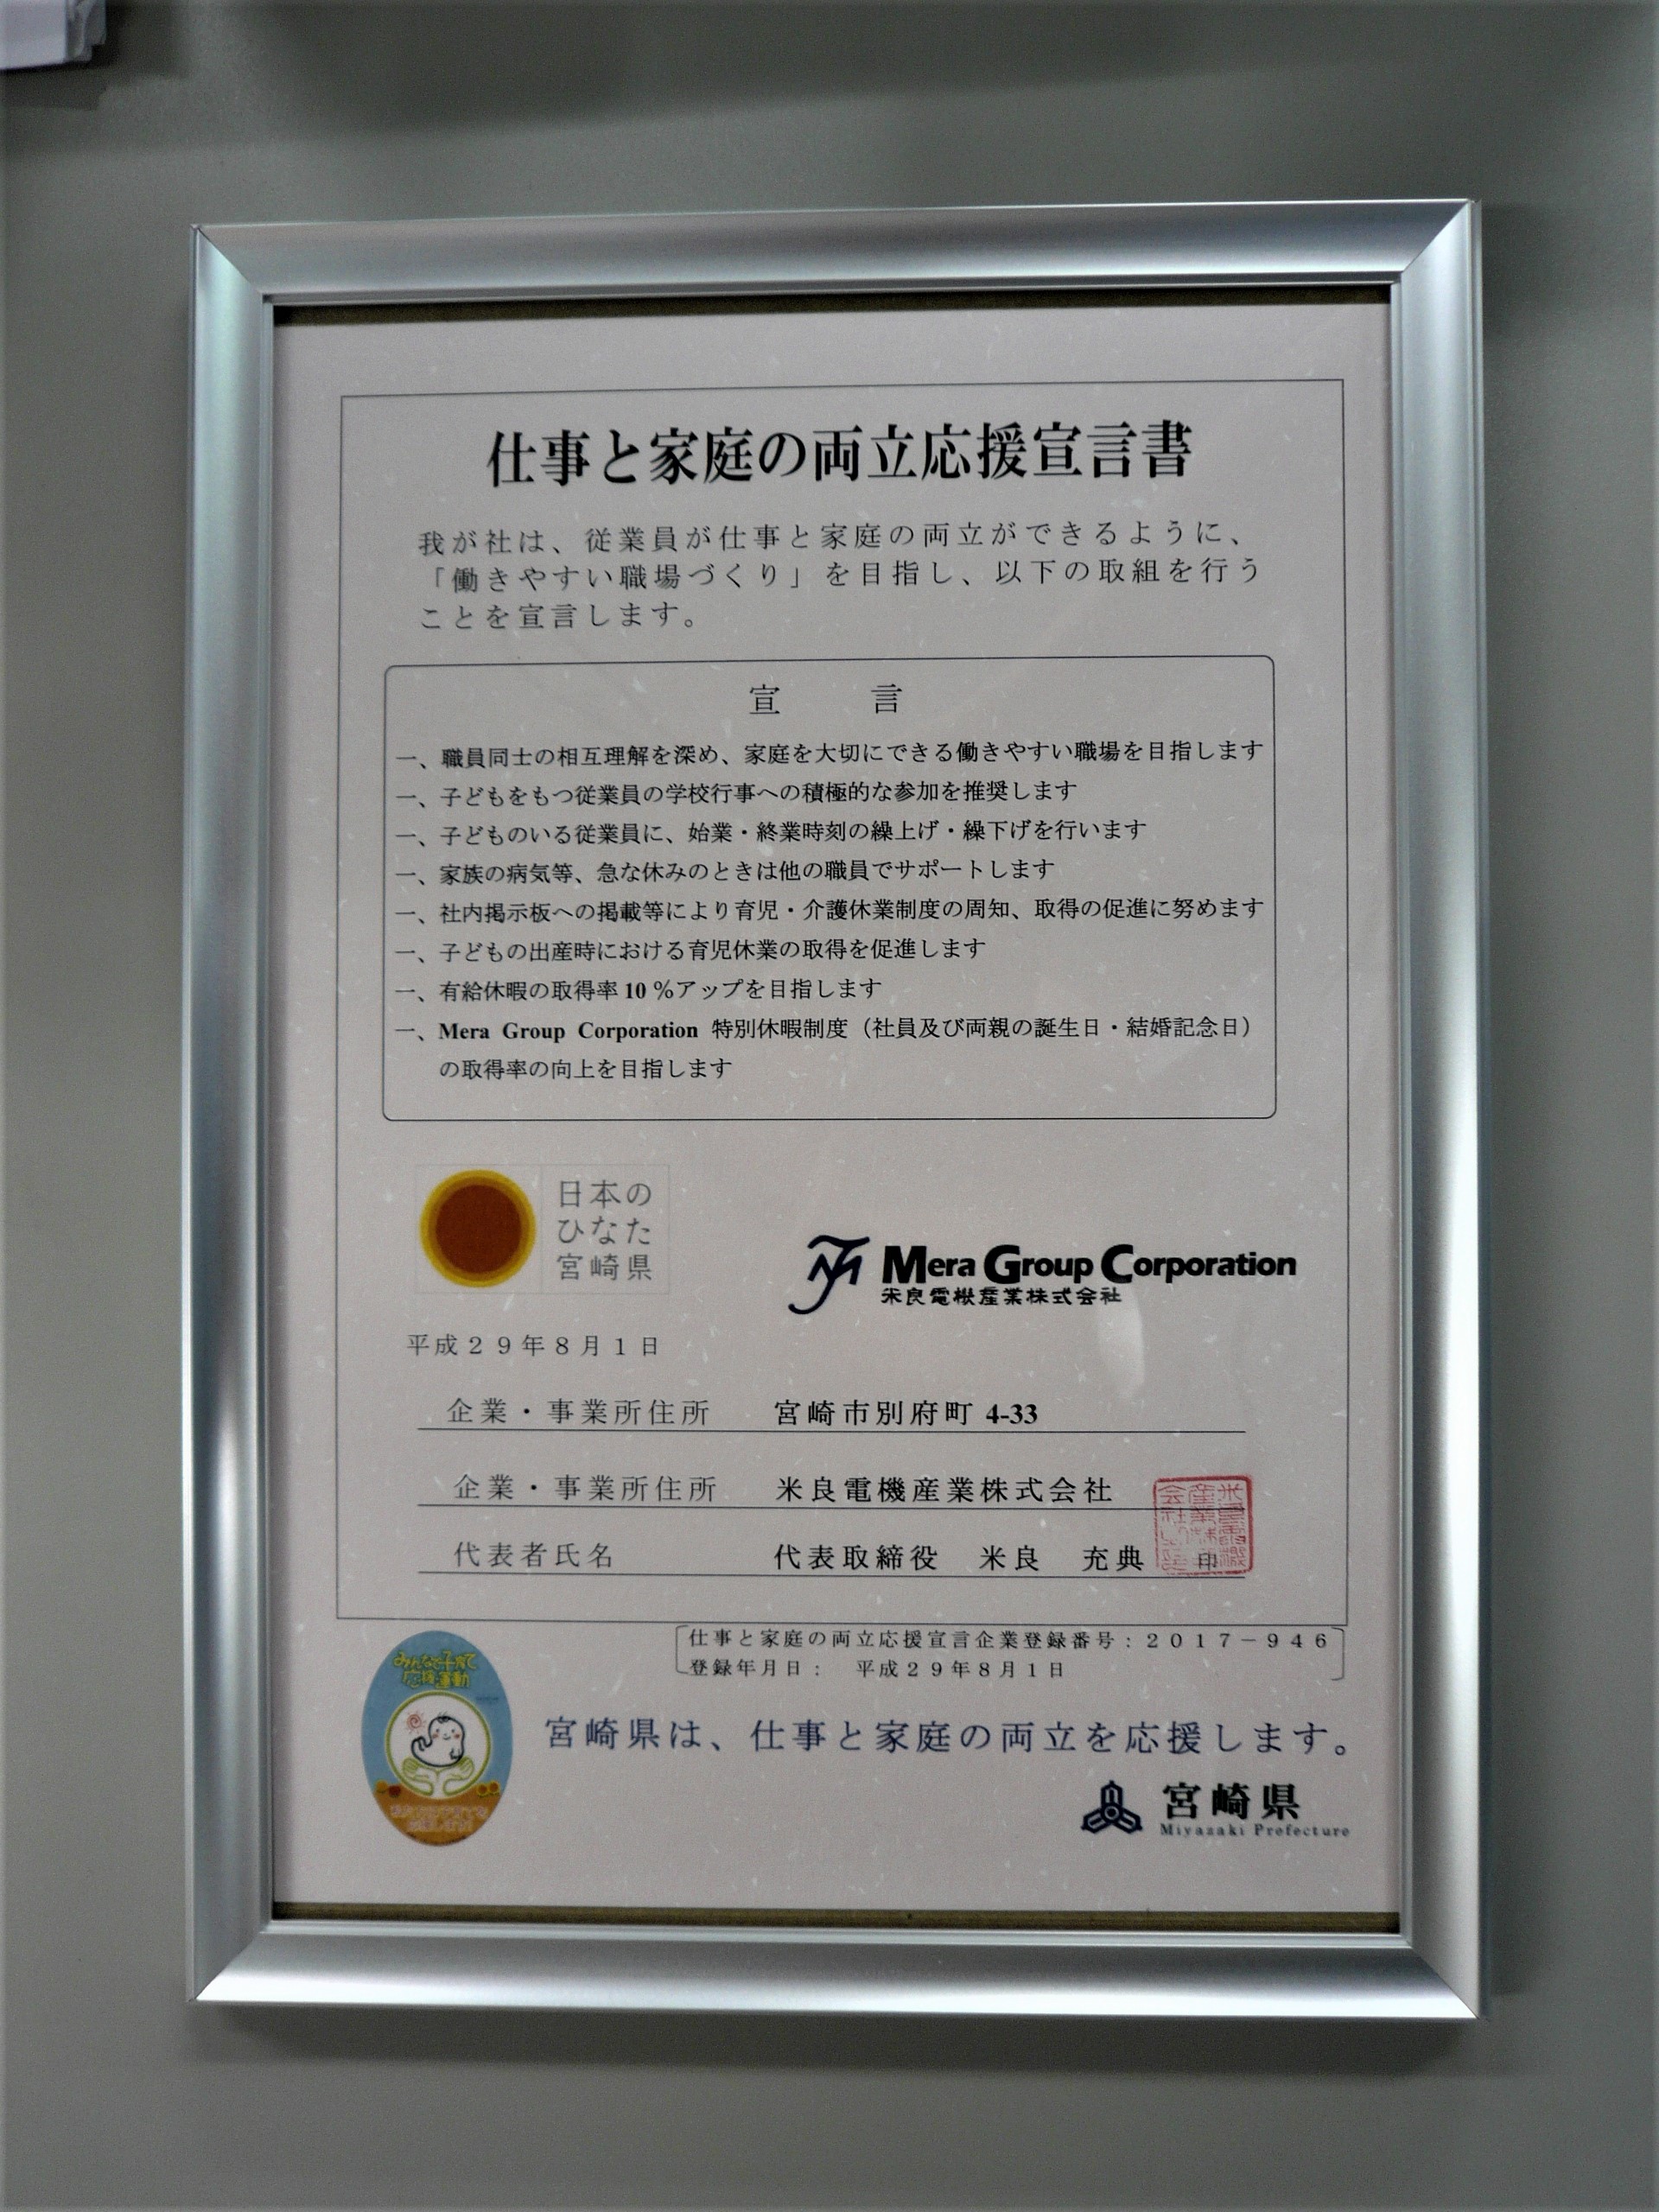 仕事と家庭の両立応援宣言書
我が社は、従業員が仕事と家庭の両立ができるように、
「働きやすい職場づくり」を目指し、以下の取組を行う
ことを宣言します。
宣　言
一、職員同士の相互理解を深め、家庭を大切にできる働きやすい職場を目指します
一、子どもをもつ従業員の学校行事への積極的な参加を推奨します
一、子どものいる従業員に、始業・終業時刻の繰上げ・繰下げを行います
一、家族の病気等、急な休みのときは他の職員でサポートします
一、社内掲示板への掲載等により育児・介護休業制度の周知、取得の促進に努めます
一、子どもの出産時における育児休業の取得を促進します
一、有給休暇の取得率 10 %アップを目指します
一、Mera Group Corporation 特別休暇制度（社員及び両親の誕生日・結婚記念日）
の取得率の向上を目指します
日本の
ひなた
宮崎県
Mera Group Corporation
米良電機産業株式会社
平成２９年８月１日
企業・事業所住所　宮崎市別府町 4-33
企業・事業所住所　米良電機産業株式会社
代表者氏名　代表取締役　米良　充典　印
仕事と家庭の両立応援宣言企業登録番号：２０１７－９４６
登録年月日：　平成２９年８月１日
みんなで子育て
応援運動
宮崎県は、仕事と家庭の両立を応援します。
宮崎県
Miyazaki Prefecture